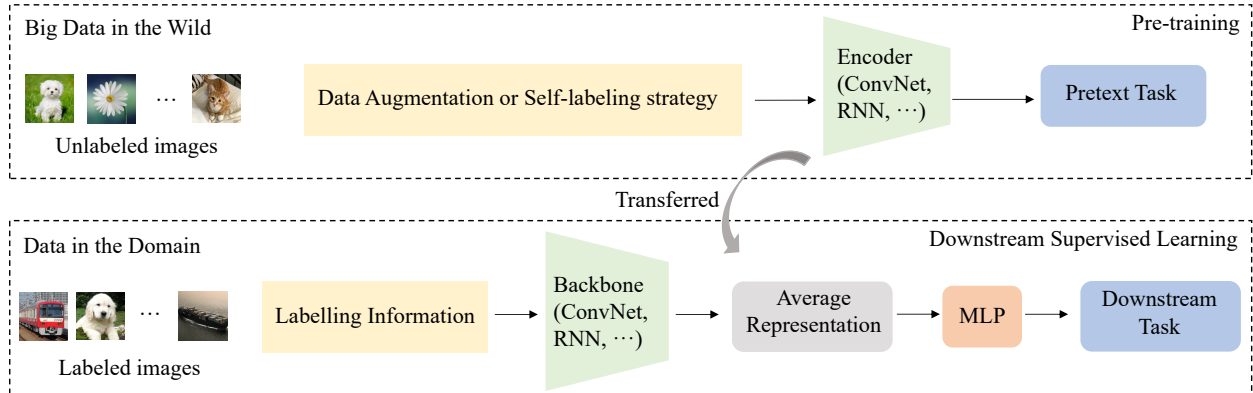 Big Data in the Wild
Pre-training
...
Unlabeled images
Data Augmentation or Self-labeling strategy
Encoder
(ConvNet,
RNN, ···)
Pretext Task
Transferred
Data in the Domain
Downstream Supervised Learning
...
Labeled images
Labelling Information
Backbone
(ConvNet,
RNN, ···)
Average
Representation
MLP
Downstream
Task